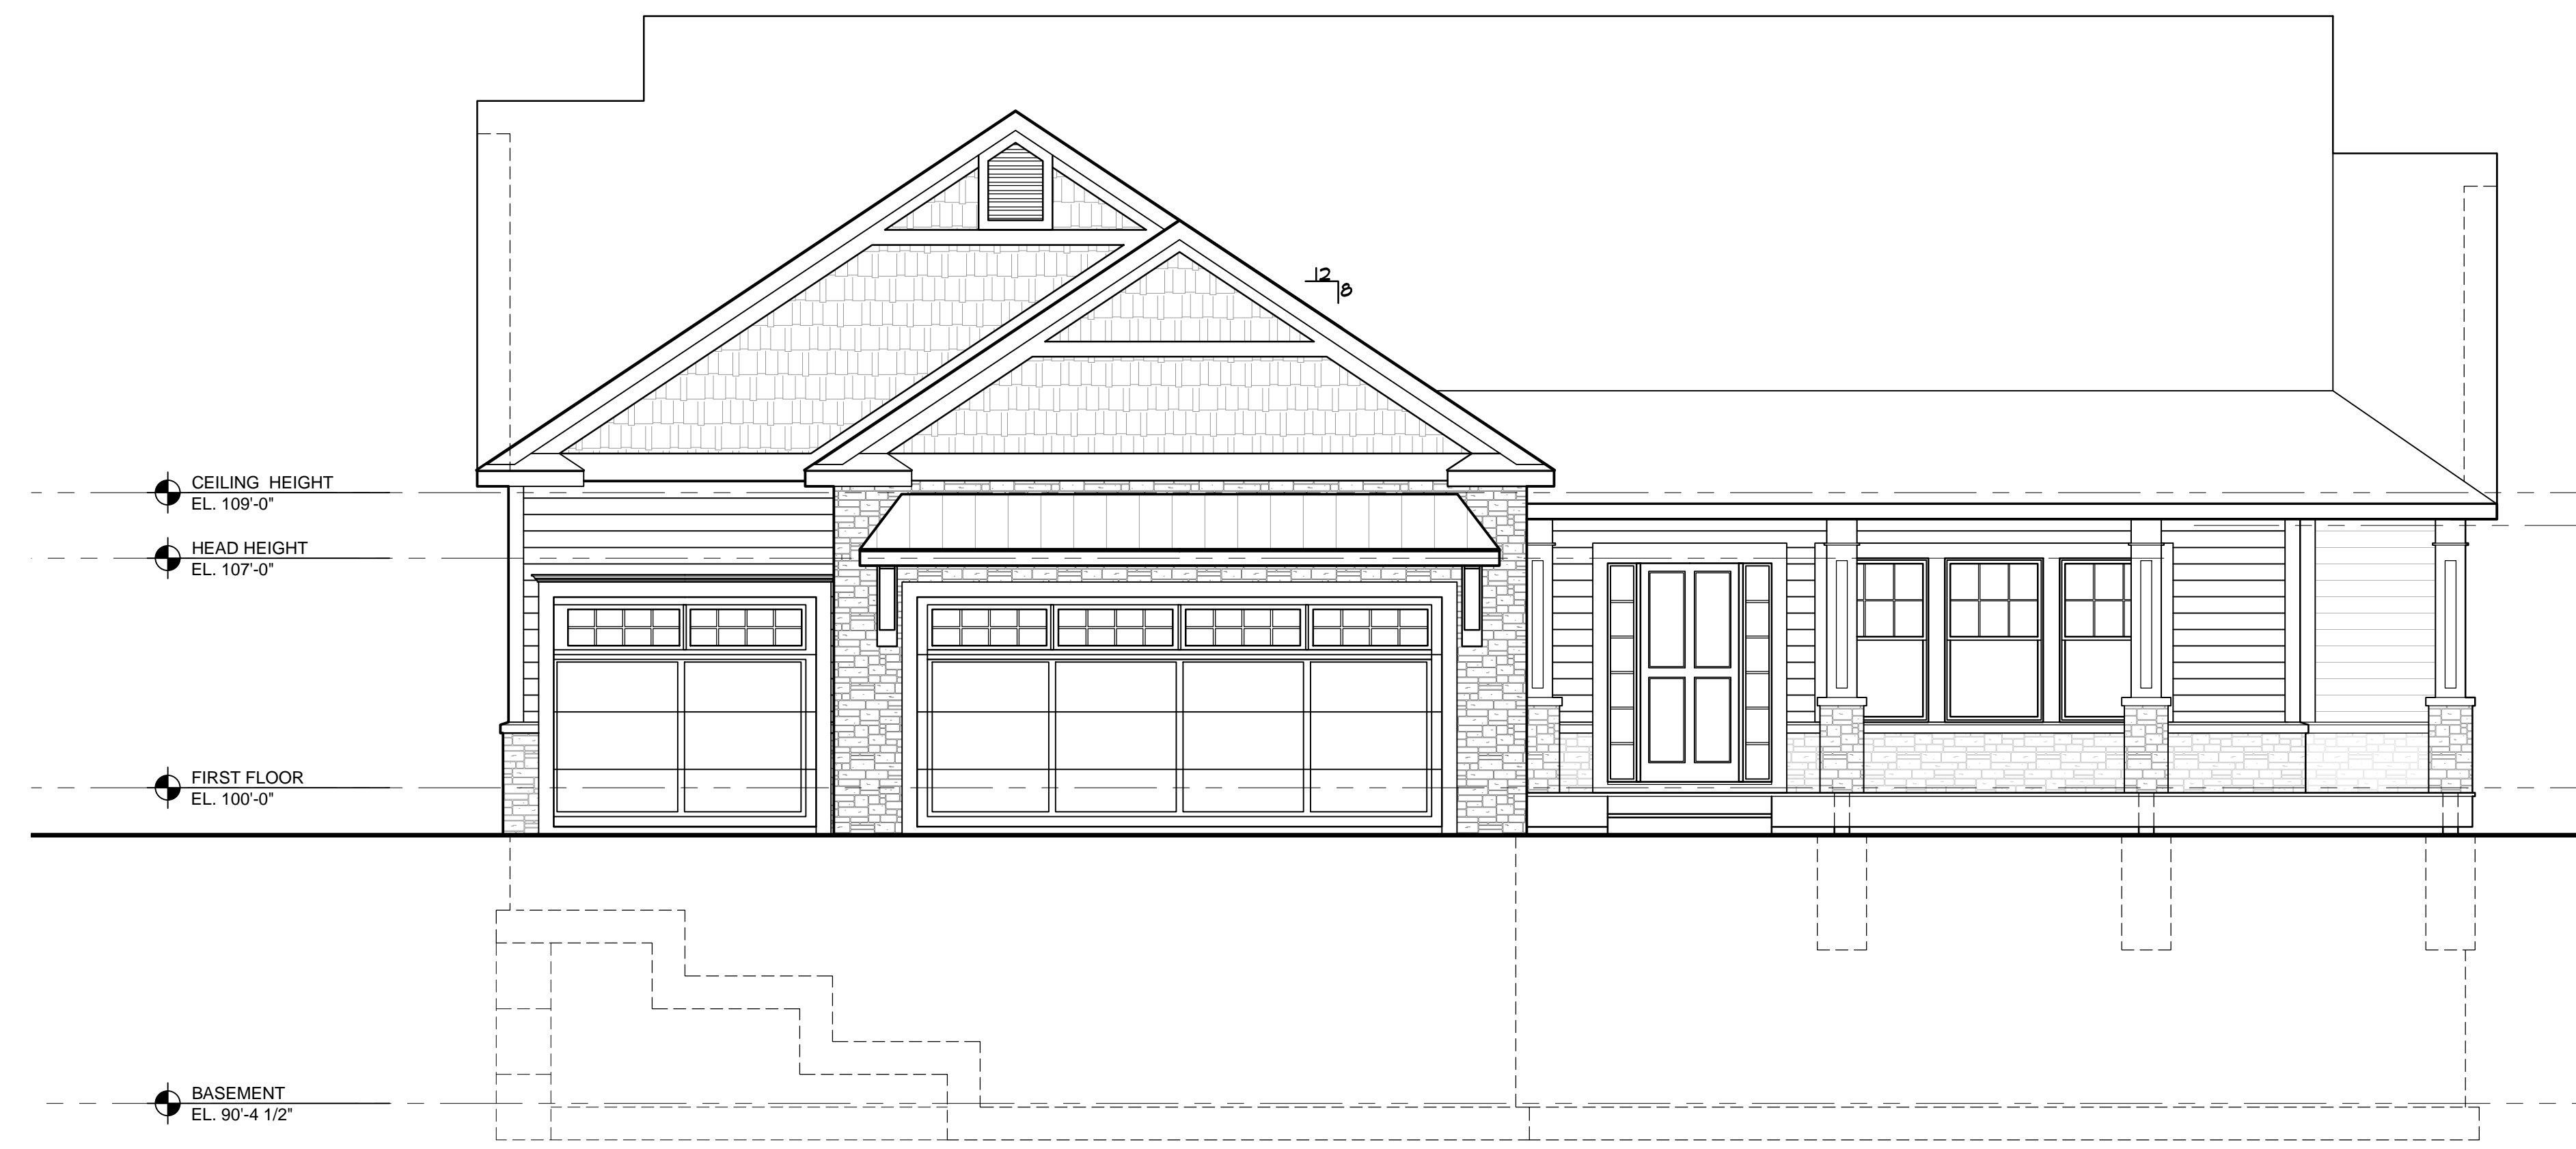 12
8
CEILING HEIGHT
EL. 109'-0"
HEAD HEIGHT
EL. 107'-0"
FIRST FLOOR
EL. 100'-0"
BASEMENT
EL. 90'-4 1/2"